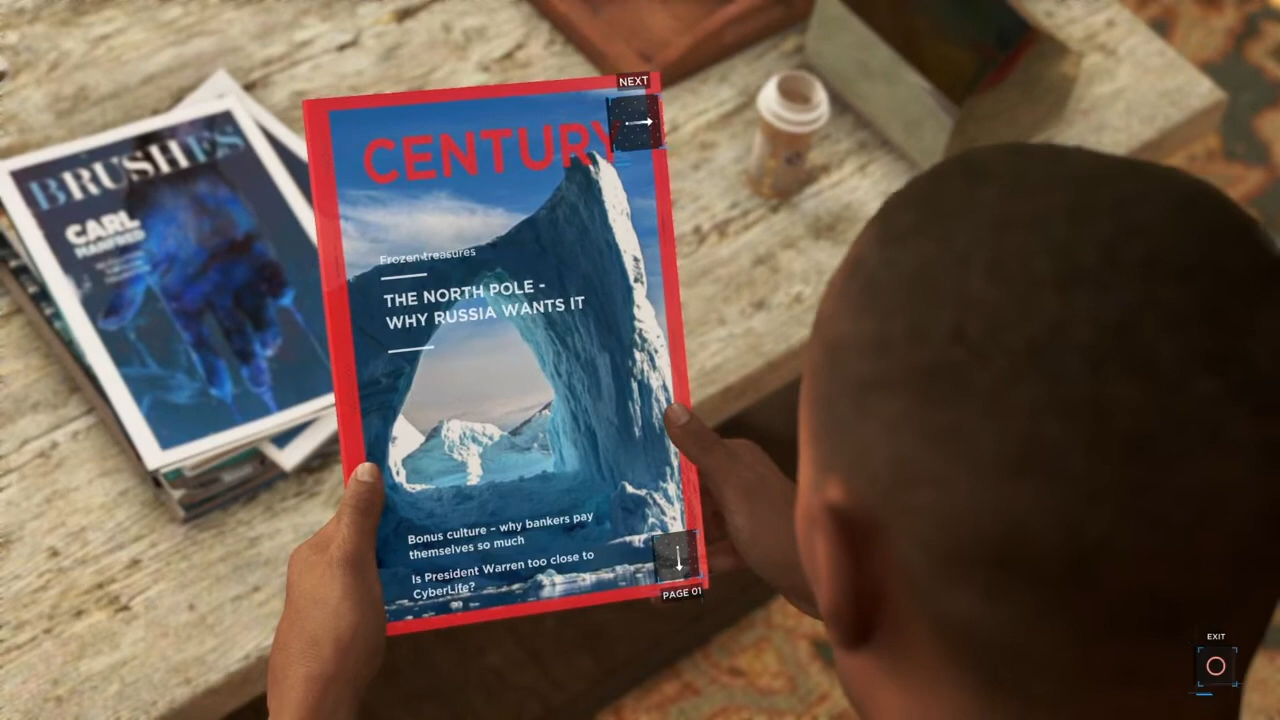 NEXT
CENTURY
BRUSHES
CARL
MANFRED
Frozen treasures
THE NORTH POLE -
WHY RUSSIA WANTS IT
Bonus culture – why bankers pay
themselves so much
Is President Warren too close to
CyberLife?
PAGE 01
EXIT